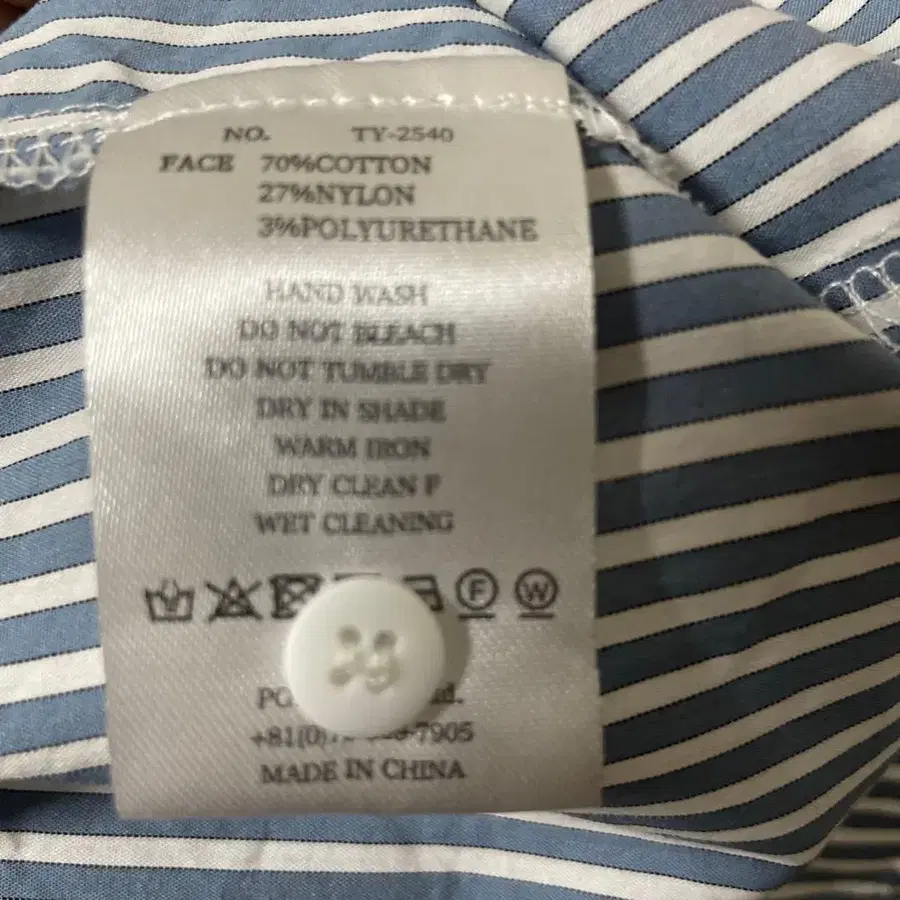 NO. TY-2540
FACE 70%COTTON
27%NYLON
3%POLYURETHANE
HAND WASH
DO NOT BLEACH
DO NOT TUMBLE DRY
DRY IN SHADE
WARM IRON
DRY CLEAN F
WET CLEANING
F W
MADE IN CHINA